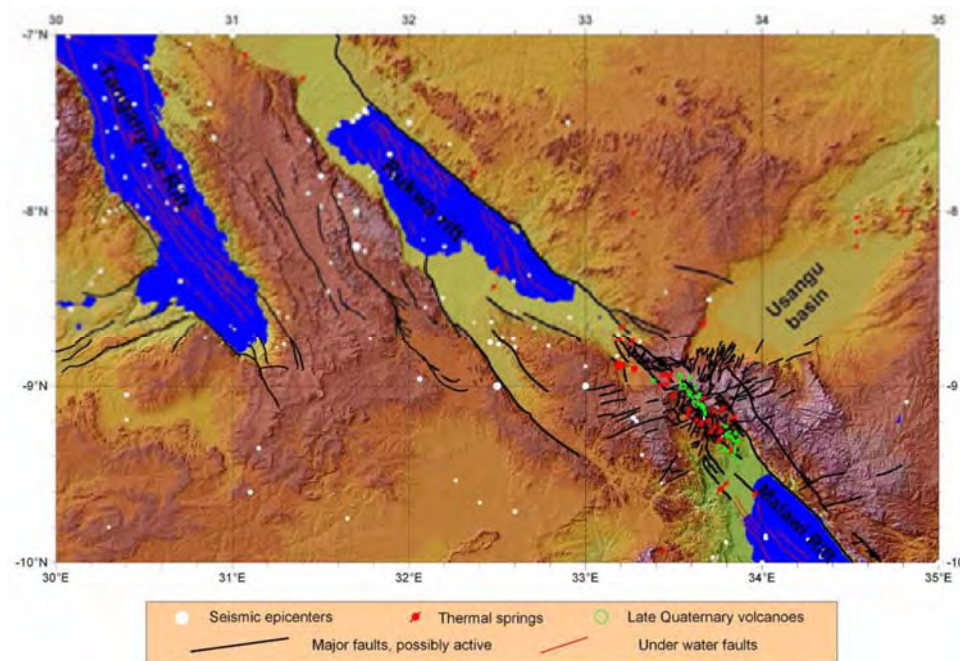 30 31 32 33 34 35
-7°
-8°N
-8
-9°
-9
-10°
-10
Tanganyika Rift
Rukwa rift
Usangu
basin
Malawi Rift
30°E 31°E 32°E 33°E 34°E 35°E
Seismic epicenters Thermal springs Late Quaternary volcanoes
Major faults, possibly active Under water faults